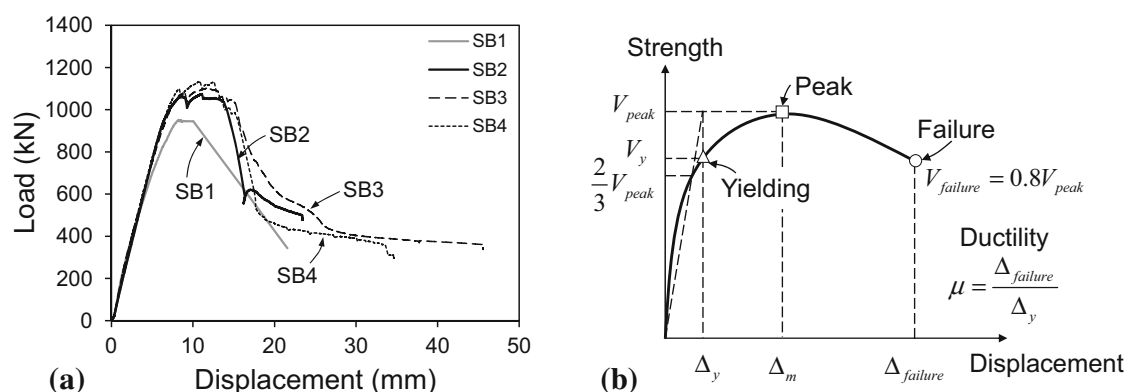 1400
1200
1000
800
600
400
200
0
Load (kN)
0 10 20 30 40 50
Displacement (mm)
SB1
SB2
SB3
SB4
SB2
SB1
SB3
SB4
(a)
Strength
V_peak
V_y
2/3 V_peak
Peak
Yielding
Failure
V_failure = 0.8V_peak
Ductility
μ = Δ_failure / Δ_y
Δ_y Δ_m Δ_failure
Displacement
(b)